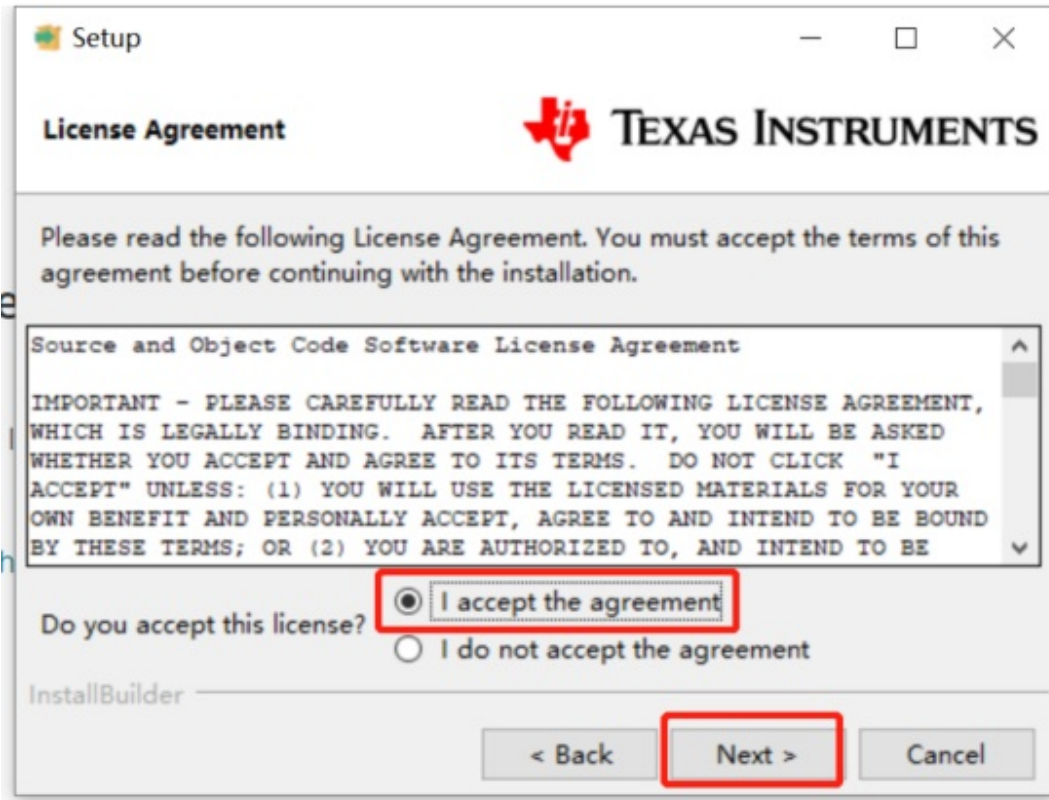 Setup
License Agreement
TEXAS INSTRUMENTS
Please read the following License Agreement. You must accept the terms of this
agreement before continuing with the installation.
Source and Object Code Software License Agreement
IMPORTANT - PLEASE CAREFULLY READ THE FOLLOWING LICENSE AGREEMENT,
WHICH IS LEGALLY BINDING.  AFTER YOU READ IT, YOU WILL BE ASKED
WHETHER YOU ACCEPT AND AGREE TO ITS TERMS.  DO NOT CLICK  "I
ACCEPT" UNLESS: (1) YOU WILL USE THE LICENSED MATERIALS FOR YOUR
OWN BENEFIT AND PERSONALLY ACCEPT, AGREE TO AND INTEND TO BE BOUND
BY THESE TERMS; OR (2) YOU ARE AUTHORIZED TO, AND INTEND TO BE
Do you accept this license?
I accept the agreement
I do not accept the agreement
InstallBuilder
< Back
Next >
Cancel